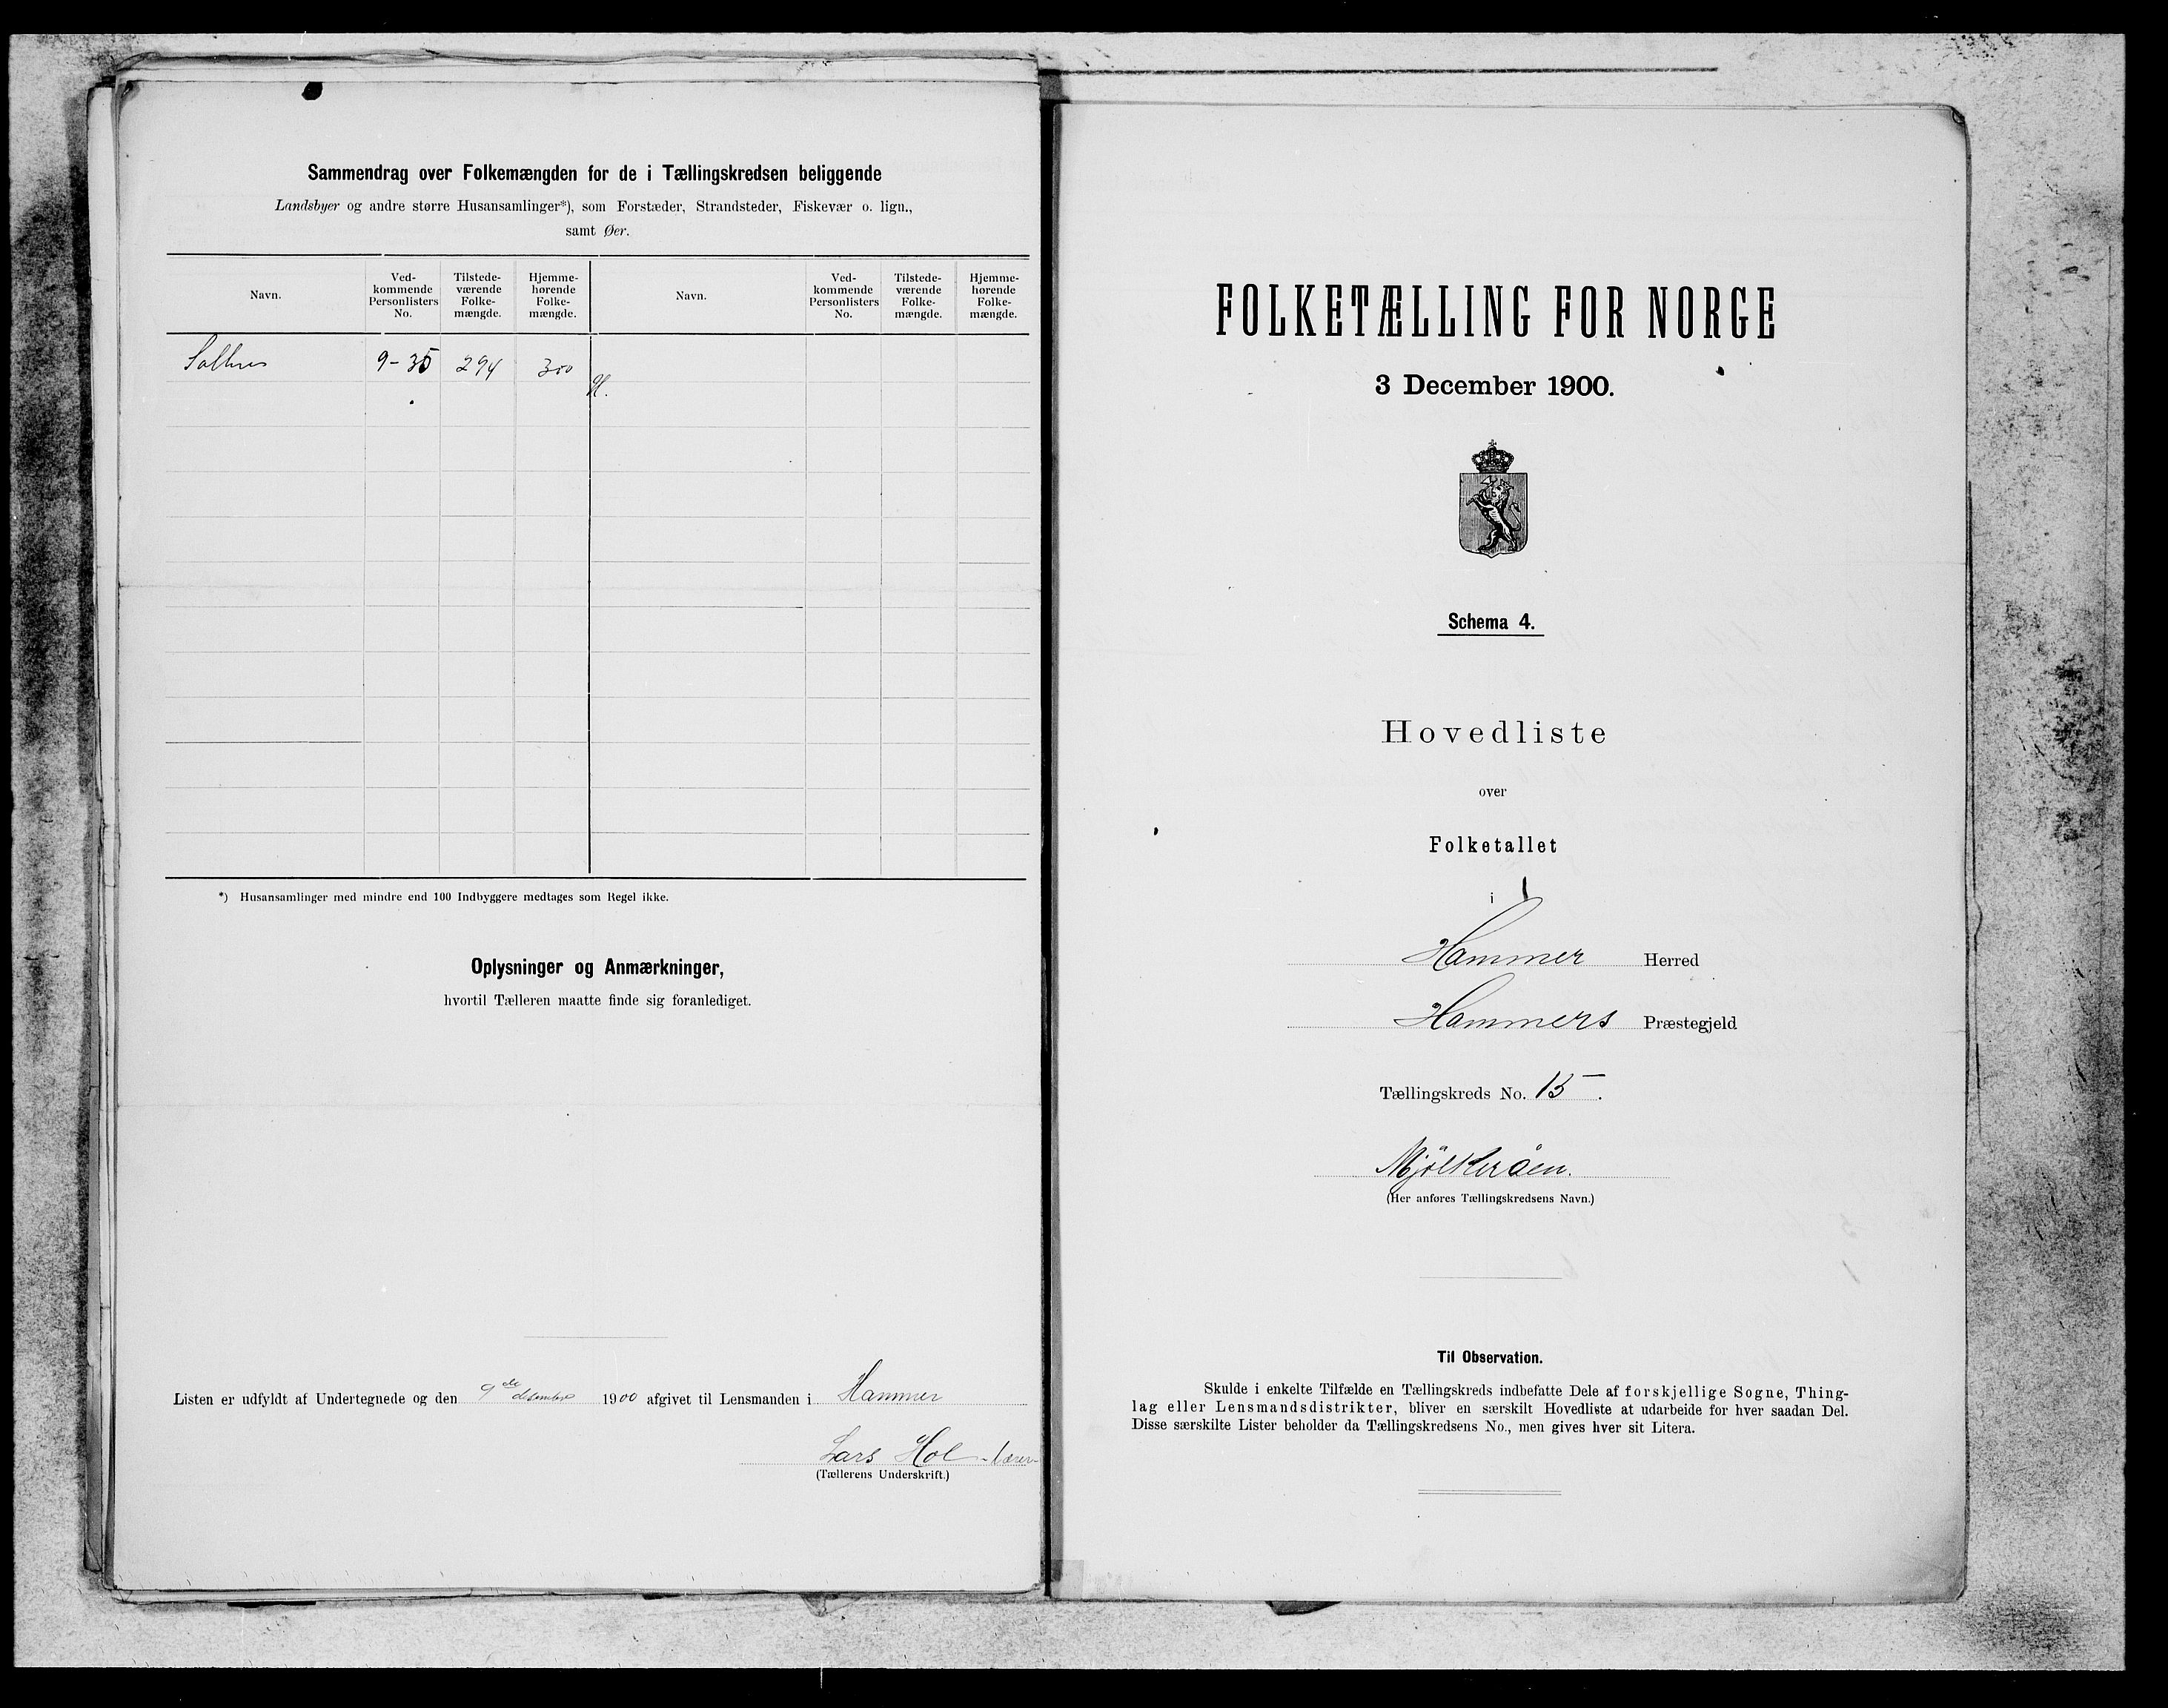 Sammendrag over Folkemængden for de i Tællingskredsen beliggende
Landsbyer og andre større Husansamlinger*), som Forstæder, Strandsteder, Fiskevær o. lign.,
samt Øer.
Navn.
Ved-
kommende
Personlisters
No.
Tilstede-
værende
Folke-
mængde.
Hjemme-
hørende
Folke-
mængde.
Navn.
Ved-
kommende
Personlisters
No.
Tilstede-
værende
Folke-
mængde.
Hjemme-
hørende
Folke-
mængde.
9-35 294 300
H.
*) Husansamlinger med mindre end 100 Indbyggere medtages som Regel ikke.
Oplysninger og Anmærkninger,
hvortil Tælleren maatte finde sig foranlediget.
Listen er udfyldt af Undertegnede og den 9de desember 1900 afgivet til Lensmanden i Hammer
Lars Hol
(Tællerens Underskrift.)
FOLKETÆLLING FOR NORGE
3 December 1900.
Schema 4.
Hovedliste
over
Folketallet
i
Hammer Herred
Hammers Præstegjeld
Tællingskreds No. 15.
Mjölkeråen.
(Her anføres Tællingskredsens Navn.)
Til Observation.
Skulde i enkelte Tilfælde en Tællingskreds indbefatte Dele af forskjellige Sogne, Thing-
lag eller Lensmandsdistrikter, bliver en særskilt Hovedliste at udarbeide for hver saadan Del.
Disse særskilte Lister beholder da Tællingskredsens No., men gives hver sit Litera.